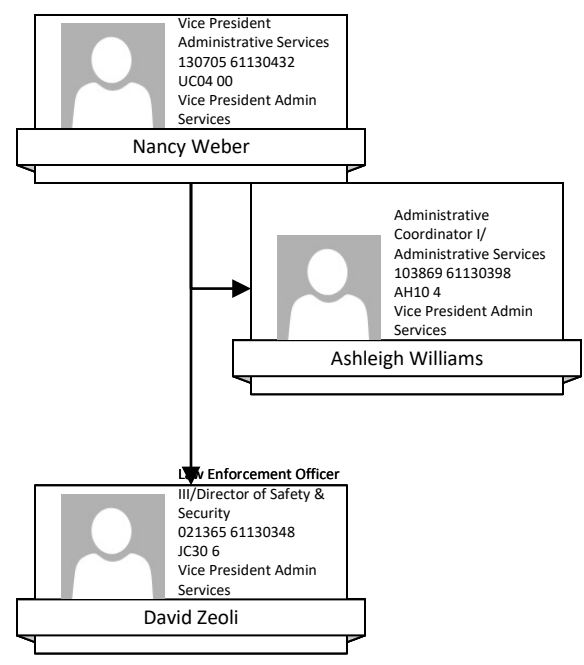 Vice President
Administrative Services
130705 61130432
UC04 00
Vice President Admin
Services
Nancy Weber
Administrative
Coordinator I/
Administrative Services
103869 61130398
AH10 4
Vice President Admin
Services
Ashleigh Williams
Law Enforcement Officer
III/Director of Safety &
Security
021365 61130348
JC30 6
Vice President Admin
Services
David Zeoli